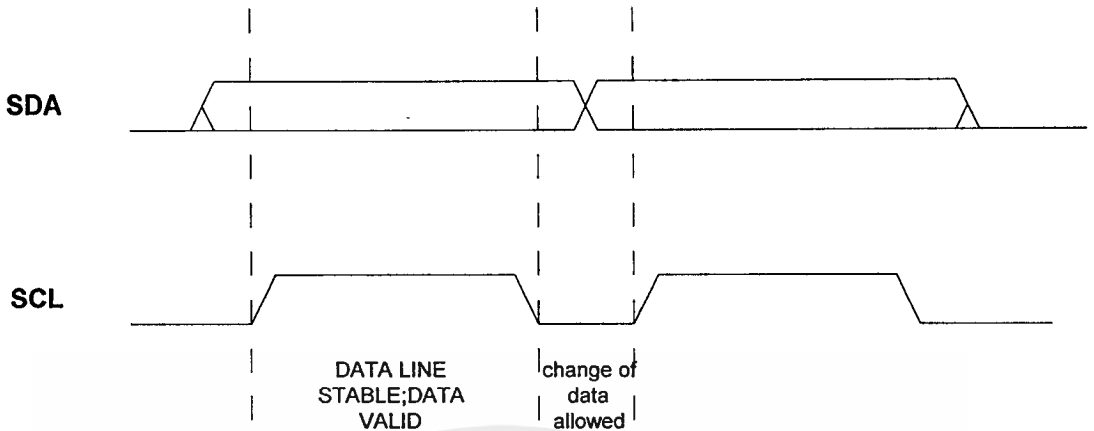 SDA
SCL
DATA LINE
STABLE;DATA
VALID
change of
data
allowed